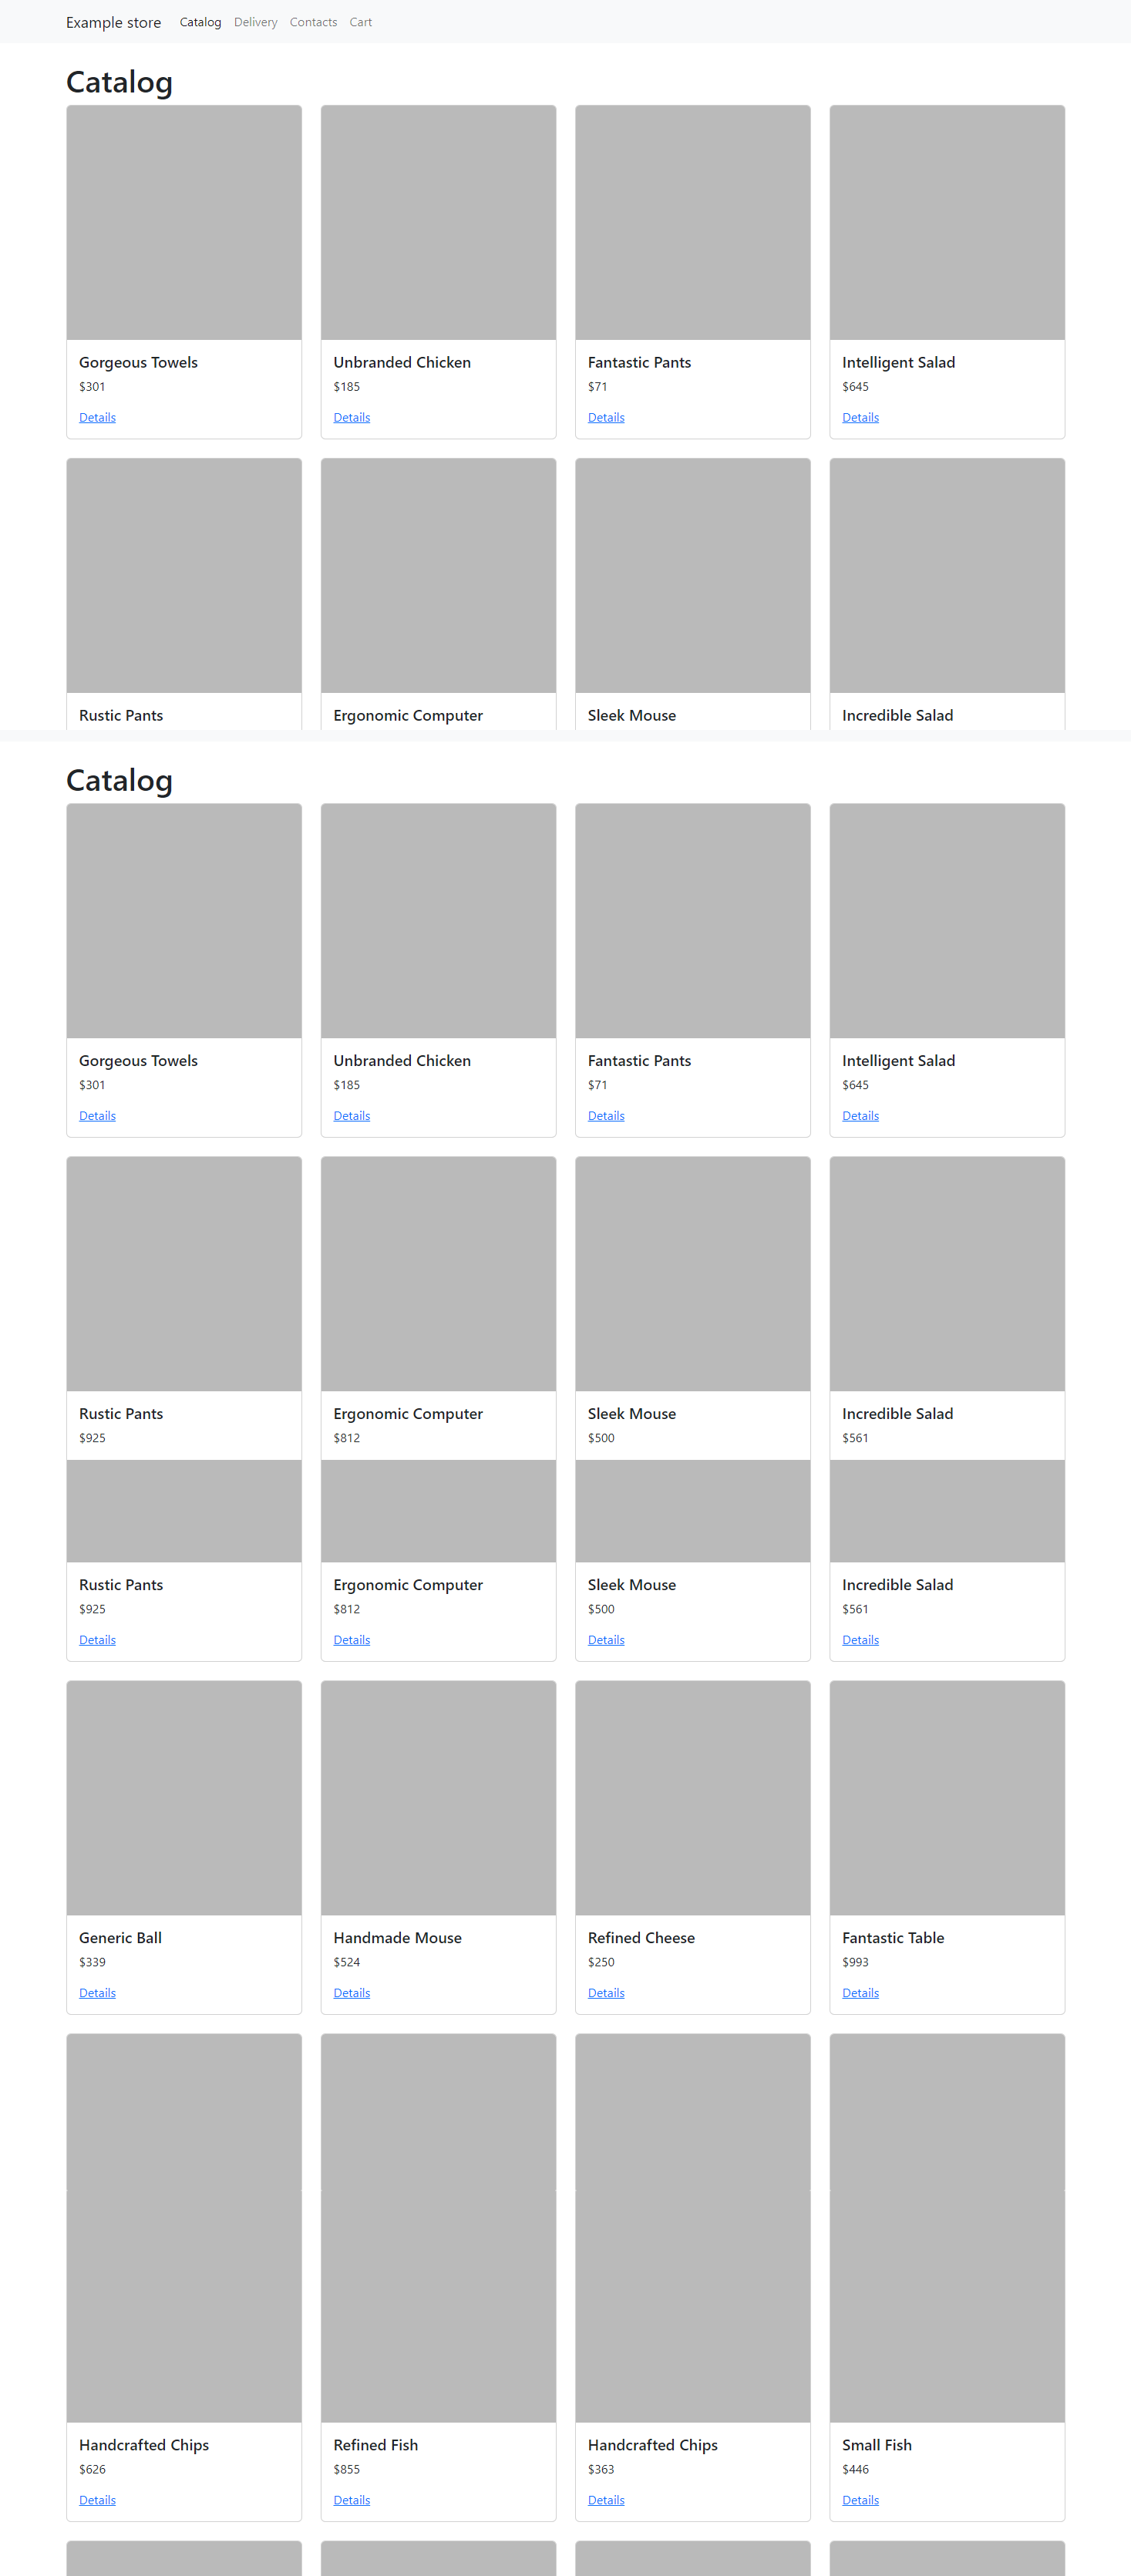 Example store Catalog Delivery Contacts Cart
Catalog
Gorgeous Towels Unbranded Chicken Fantastic Pants Intelligent Salad
$301 $185 $71 $645
Details Details Details Details
Rustic Pants Ergonomic Computer Sleek Mouse Incredible Salad
Catalog
Gorgeous Towels Unbranded Chicken Fantastic Pants Intelligent Salad
$301 $185 $71 $645
Details Details Details Details
Rustic Pants Ergonomic Computer Sleek Mouse Incredible Salad
$925 $812 $500 $561
Rustic Pants Ergonomic Computer Sleek Mouse Incredible Salad
$925 $812 $500 $561
Details Details Details Details
Generic Ball Handmade Mouse Refined Cheese Fantastic Table
$339 $524 $250 $993
Details Details Details Details
Handcrafted Chips Refined Fish Handcrafted Chips Small Fish
$626 $855 $363 $446
Details Details Details Details